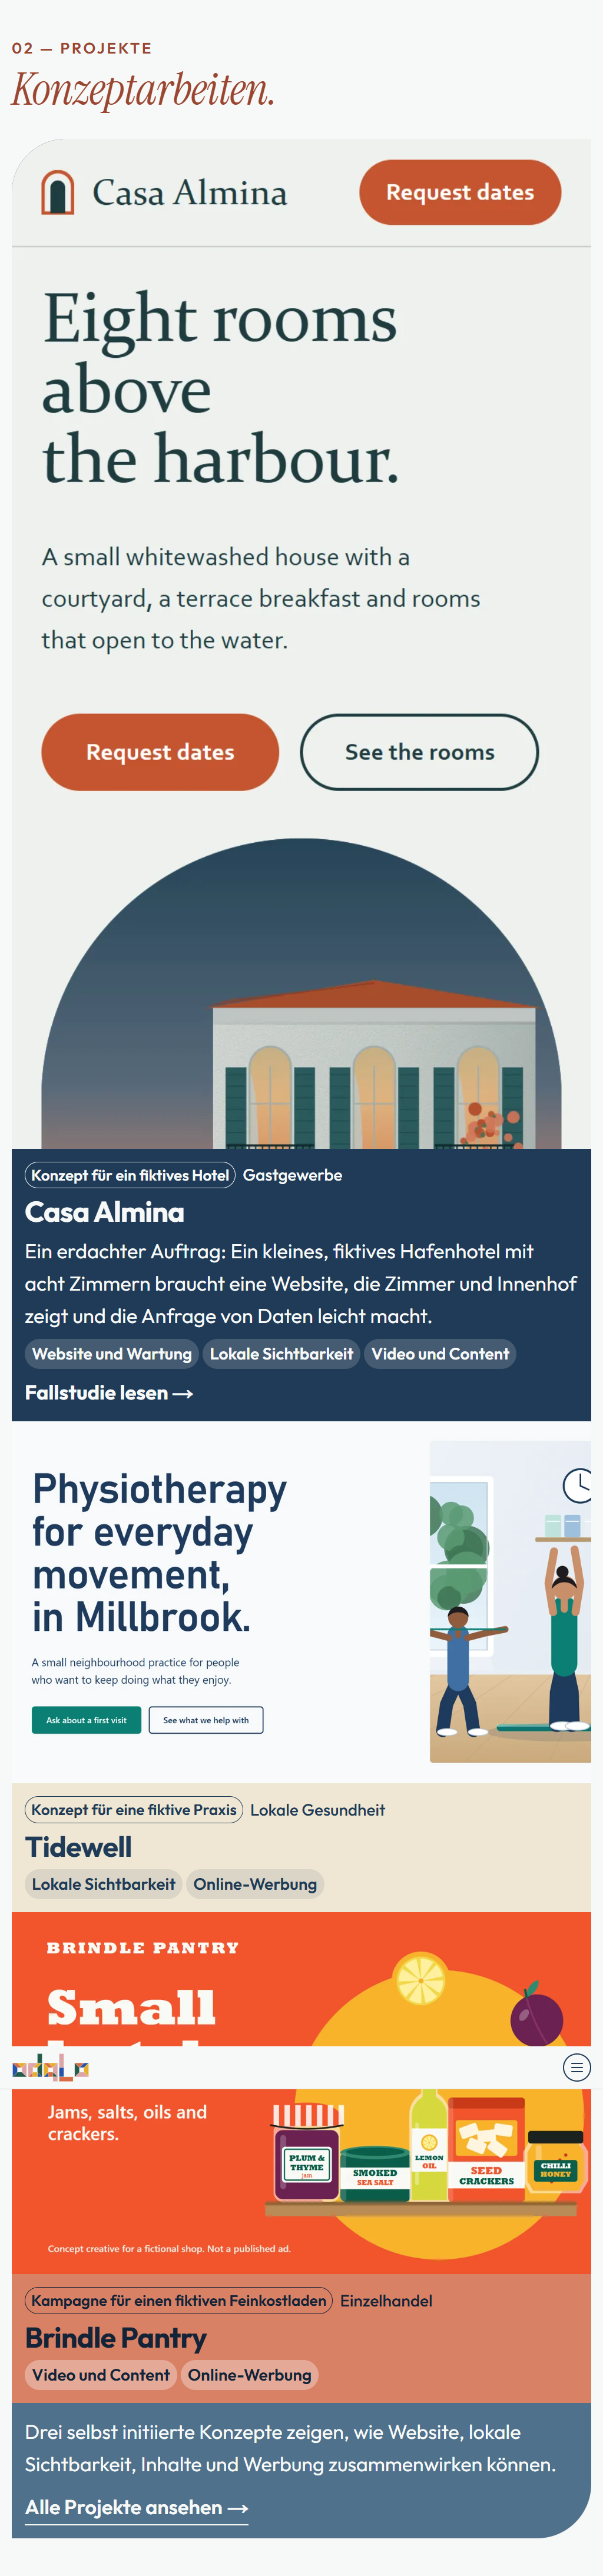 02 — PROJEKTE
Konzeptarbeiten.
Casa Almina
Request dates
Eight rooms
above
the harbour.
A small whitewashed house with a
courtyard, a terrace breakfast and rooms
that open to the water.
Request dates
See the rooms
Konzept für ein fiktives Hotel
Gastgewerbe
Casa Almina
Ein erdachter Auftrag: Ein kleines, fiktives Hafenhotel mit
acht Zimmern braucht eine Website, die Zimmer und Innenhof
zeigt und die Anfrage von Daten leicht macht.
Website und Wartung
Lokale Sichtbarkeit
Video und Content
Fallstudie lesen →
Physiotherapy
for everyday
movement,
in Millbrook.
A small neighbourhood practice for people
who want to keep doing what they enjoy.
Ask about a first visit
See what we help with
Konzept für eine fiktive Praxis
Lokale Gesundheit
Tidewell
Lokale Sichtbarkeit
Online-Werbung
BRINDLE PANTRY
Small
Jams, salts, oils and
crackers.
PLUM &
THYME
jam
SMOKED
SEA SALT
LEMON
OIL
SEED
CRACKERS
CHILLI
HONEY
Concept creative for a fictional shop. Not a published ad.
Kampagne für einen fiktiven Feinkostladen
Einzelhandel
Brindle Pantry
Video und Content
Online-Werbung
Drei selbst initiierte Konzepte zeigen, wie Website, lokale
Sichtbarkeit, Inhalte und Werbung zusammenwirken können.
Alle Projekte ansehen →